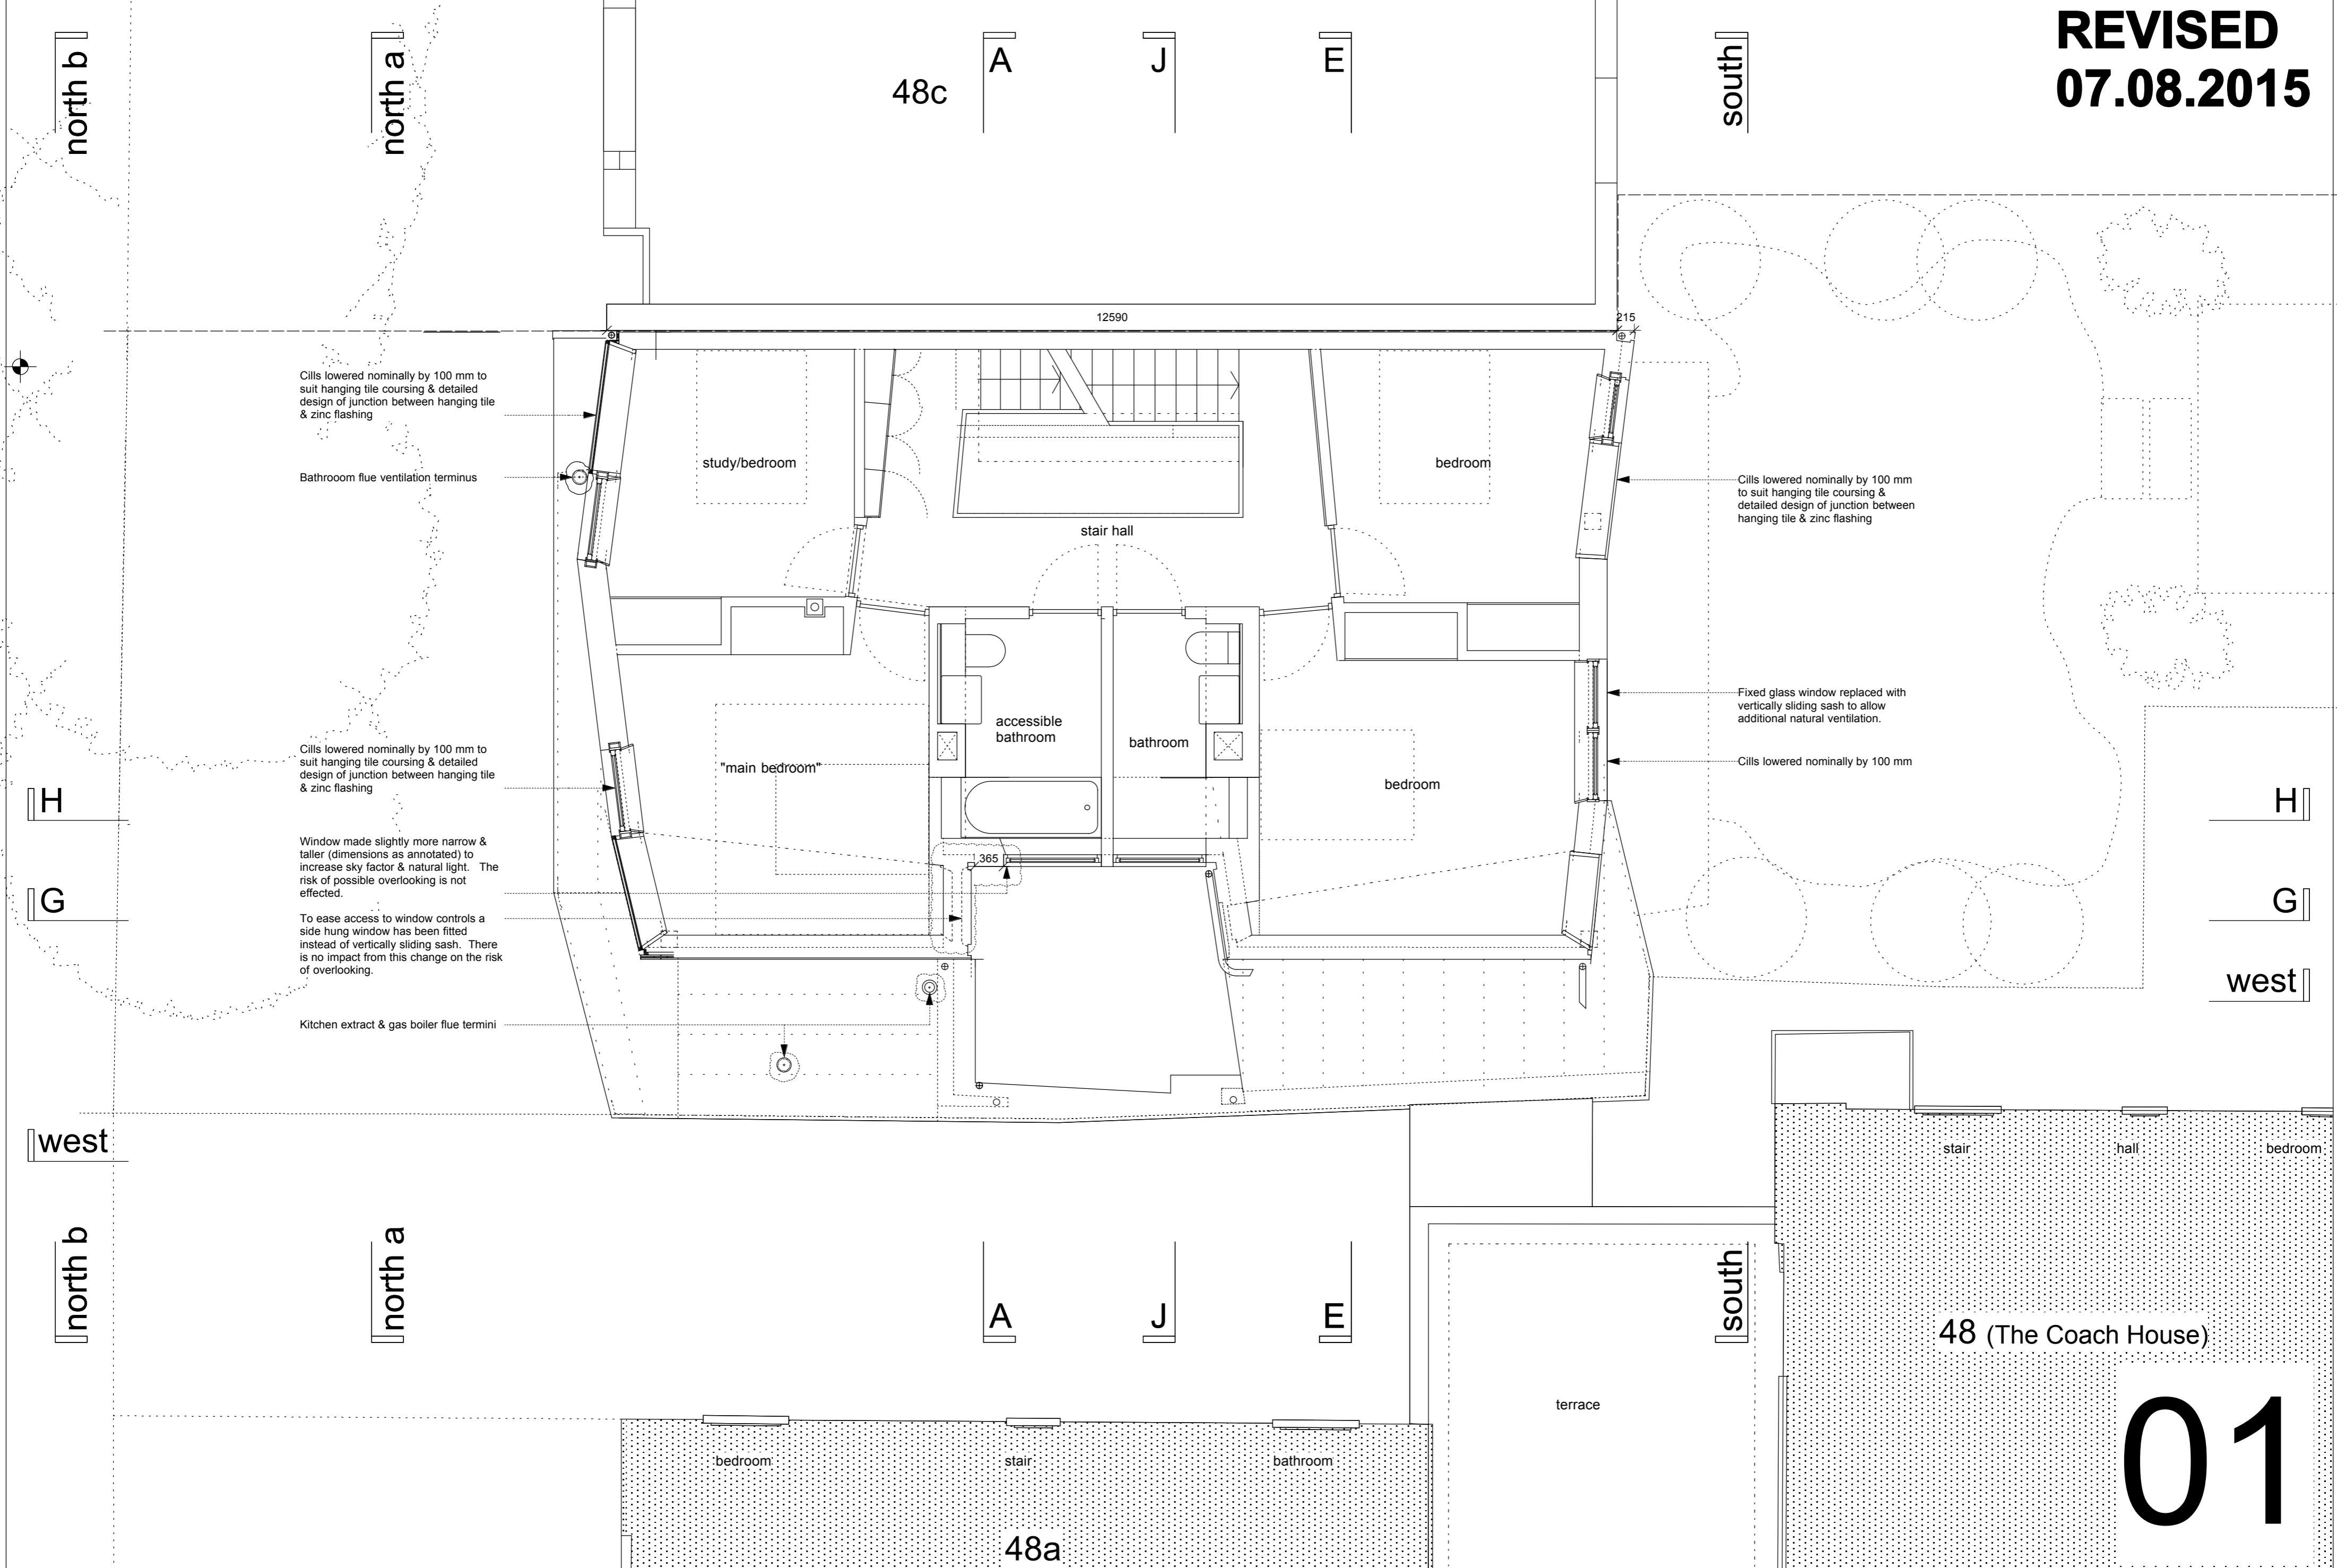 REVISED
07.08.2015
north b
north a
48c
A
J
E
south
12590
215
Cills lowered nominally by 100 mm to
suit hanging tile coursing & detailed
design of junction between hanging tile
& zinc flashing
Bathrooom flue ventilation terminus
study/bedroom
stair hall
bedroom
Cills lowered nominally by 100 mm
to suit hanging tile coursing &
detailed design of junction between
hanging tile & zinc flashing
Cills lowered nominally by 100 mm to
suit hanging tile coursing & detailed
design of junction between hanging tile
& zinc flashing
"main bedroom"
accessible
bathroom
bathroom
bedroom
Fixed glass window replaced with
vertically sliding sash to allow
additional natural ventilation.
Cills lowered nominally by 100 mm
H
H
Window made slightly more narrow &
taller (dimensions as annotated) to
increase sky factor & natural light. The
risk of possible overlooking is not
effected.
365
G
G
To ease access to window controls a
side hung window has been fitted
instead of vertically sliding sash. There
is no impact from this change on the risk
of overlooking.
west
Kitchen extract & gas boiler flue termini
west
stair
hall
bedroom
north b
north a
A
J
E
south
48 (The Coach House)
terrace
01
bedroom
stair
bathroom
48a